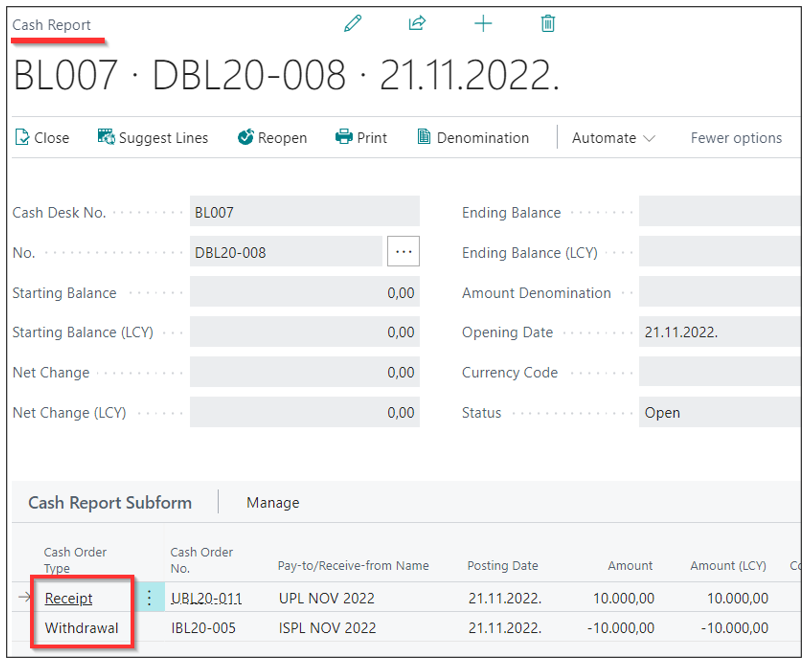 Cash Report
BL007 · DBL20-008 · 21.11.2022.
Close Suggest Lines Reopen Print Denomination Automate Fewer options
Cash Desk No. BL007 Ending Balance
No. DBL20-008 Ending Balance (LCY)
Starting Balance 0,00 Amount Denomination
Starting Balance (LCY) 0,00 Opening Date 21.11.2022.
Net Change 0,00 Currency Code
Net Change (LCY) 0,00 Status Open
Cash Report Subform Manage
Cash Order Type Cash Order No. Pay-to/Receive-from Name Posting Date Amount Amount (LCY) Co
Receipt UBL20-011 UPL NOV 2022 21.11.2022. 10.000,00 10.000,00
Withdrawal IBL20-005 ISPL NOV 2022 21.11.2022. -10.000,00 -10.000,00